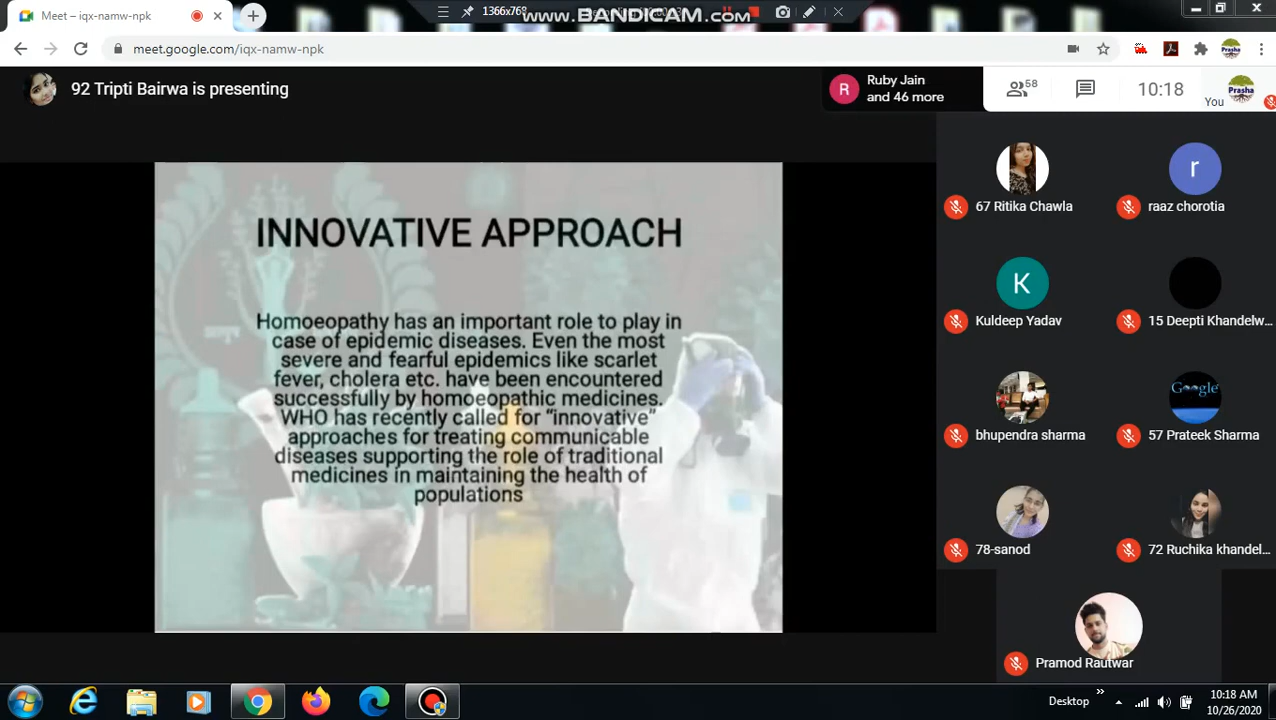 Meet – iqx-namw-npk
1366x768
www.BANDICAM.com
meet.google.com/iqx-namw-npk
92 Tripti Bairwa is presenting
R
Ruby Jain
and 46 more
58
10:18
You
Prasha
INNOVATIVE APPROACH
Homoeopathy has an important role to play in
case of epidemic diseases. Even the most
severe and fearful epidemics like scarlet
fever, cholera etc. have been encountered
successfully by homoeopathic medicines.
WHO has recently called for “innovative”
approaches for treating communicable
diseases supporting the role of traditional
medicines in maintaining the health of
populations
67 Ritika Chawla
r
raaz chorotia
K
Kuldeep Yadav
15 Deepti Khandelw...
bhupendra sharma
Google
57 Prateek Sharma
78-sanod
72 Ruchika khandel...
Pramod Rautwar
Desktop
10:18 AM
10/26/2020